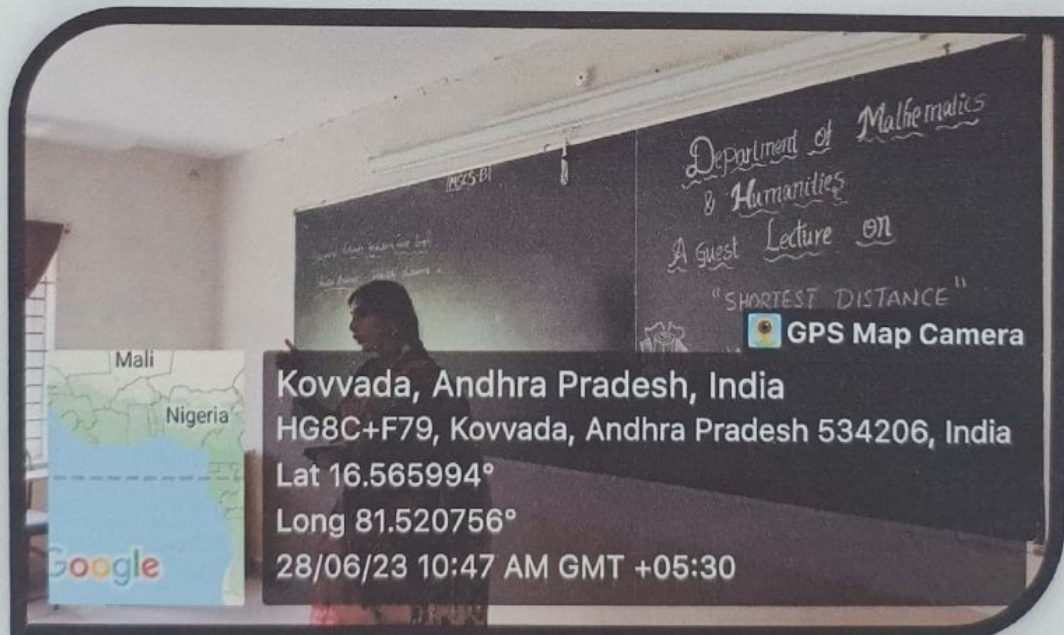 IMSCS-B1
Department of Mathematics
& Humanities
A Guest Lecture on
"SHORTEST DISTANCE"
GPS Map Camera
Mali
Nigeria
Google
Kovvada, Andhra Pradesh, India
HG8C+F79, Kovvada, Andhra Pradesh 534206, India
Lat 16.565994°
Long 81.520756°
28/06/23 10:47 AM GMT +05:30